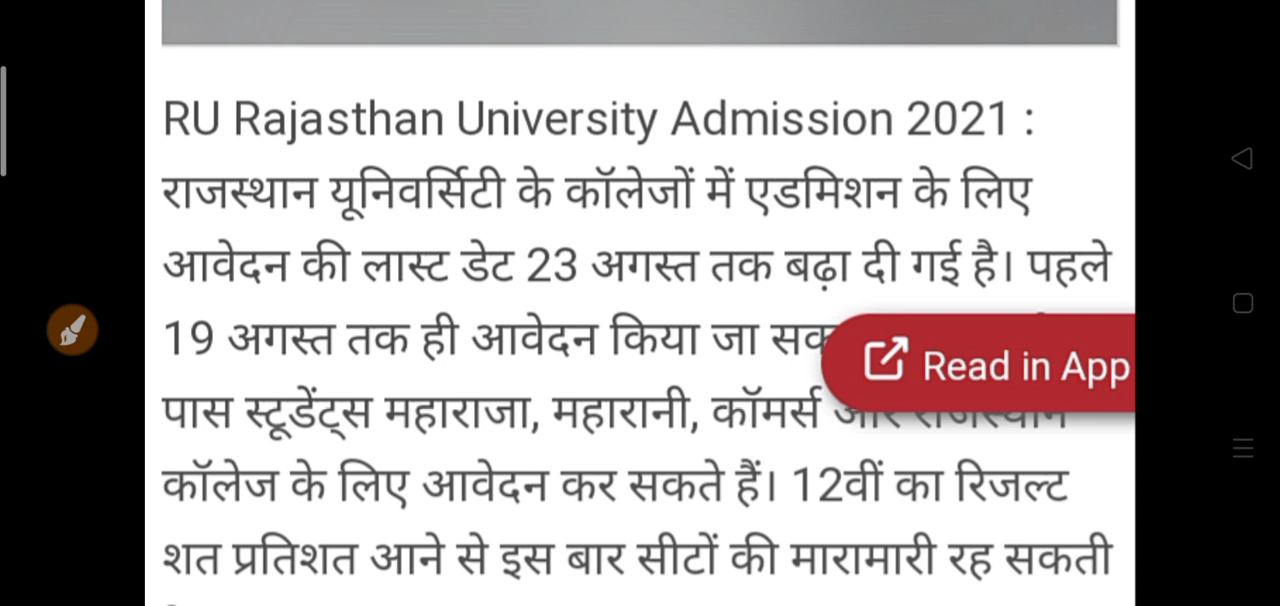 RU Rajasthan University Admission 2021 :
राजस्थान यूनिवर्सिटी के कॉलेजों में एडमिशन के लिए
आवेदन की लास्ट डेट 23 अगस्त तक बढ़ा दी गई है। पहले
19 अगस्त तक ही आवेदन किया जा
Read in App
पास स्टूडेंट्स महाराजा, महारानी, कॉमर्स और राजस्थान
कॉलेज के लिए आवेदन कर सकते हैं। 12वीं का रिजल्ट
शत प्रतिशत आने से इस बार सीटों की मारामारी रह सकती